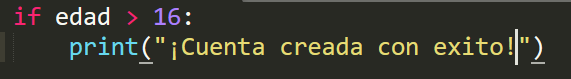 if edad > 16:
    print("¡Cuenta creada con exito!")